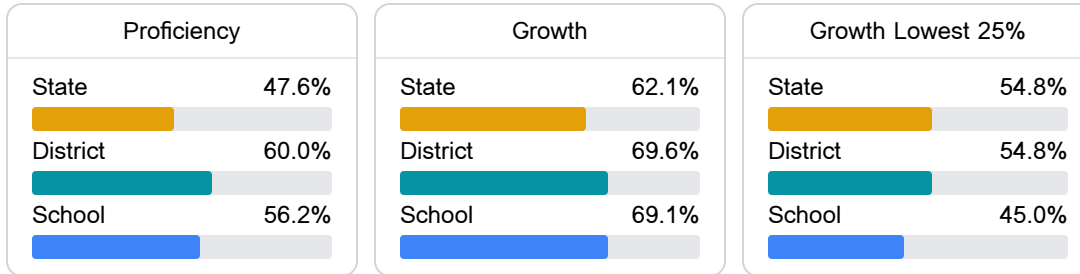 Proficiency
State 47.6%
District 60.0%
School 56.2%
Growth
State 62.1%
District 69.6%
School 69.1%
Growth Lowest 25%
State 54.8%
District 54.8%
School 45.0%